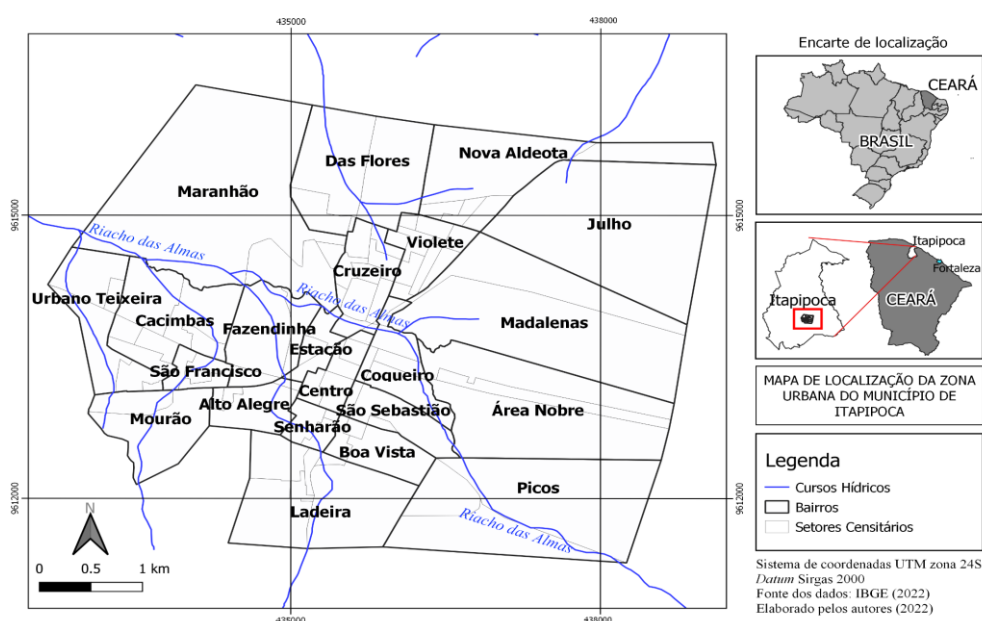 435000
438000
9615000
9615000
9612000
9612000
Das Flores
Nova Aldeota
Maranhão
Julho
Riacho das Almas
Violete
Cruzeiro
Urbano Teixeira
Riacho das Almas
Cacimbas
Fazendinha
Madalenas
Estação
São Francisco
Coqueiro
Centro
Alto Alegre
São Sebastião
Área Nobre
Mourão
Senharão
Boa Vista
Picos
Ladeira
Riacho das Almas
N
0 0.5 1 km
435000
438000
Encarte de localização
CEARÁ
BRASIL
Itapipoca
Fortaleza
Itapipoca
CEARÁ
MAPA DE LOCALIZAÇÃO DA ZONA
URBANA DO MUNICÍPIO DE
ITAPIPOCA
Legenda
Cursos Hídricos
Bairros
Setores Censitários
Sistema de coordenadas UTM zona 24S
Datum Sirgas 2000
Fonte dos dados: IBGE (2022)
Elaborado pelos autores (2022)